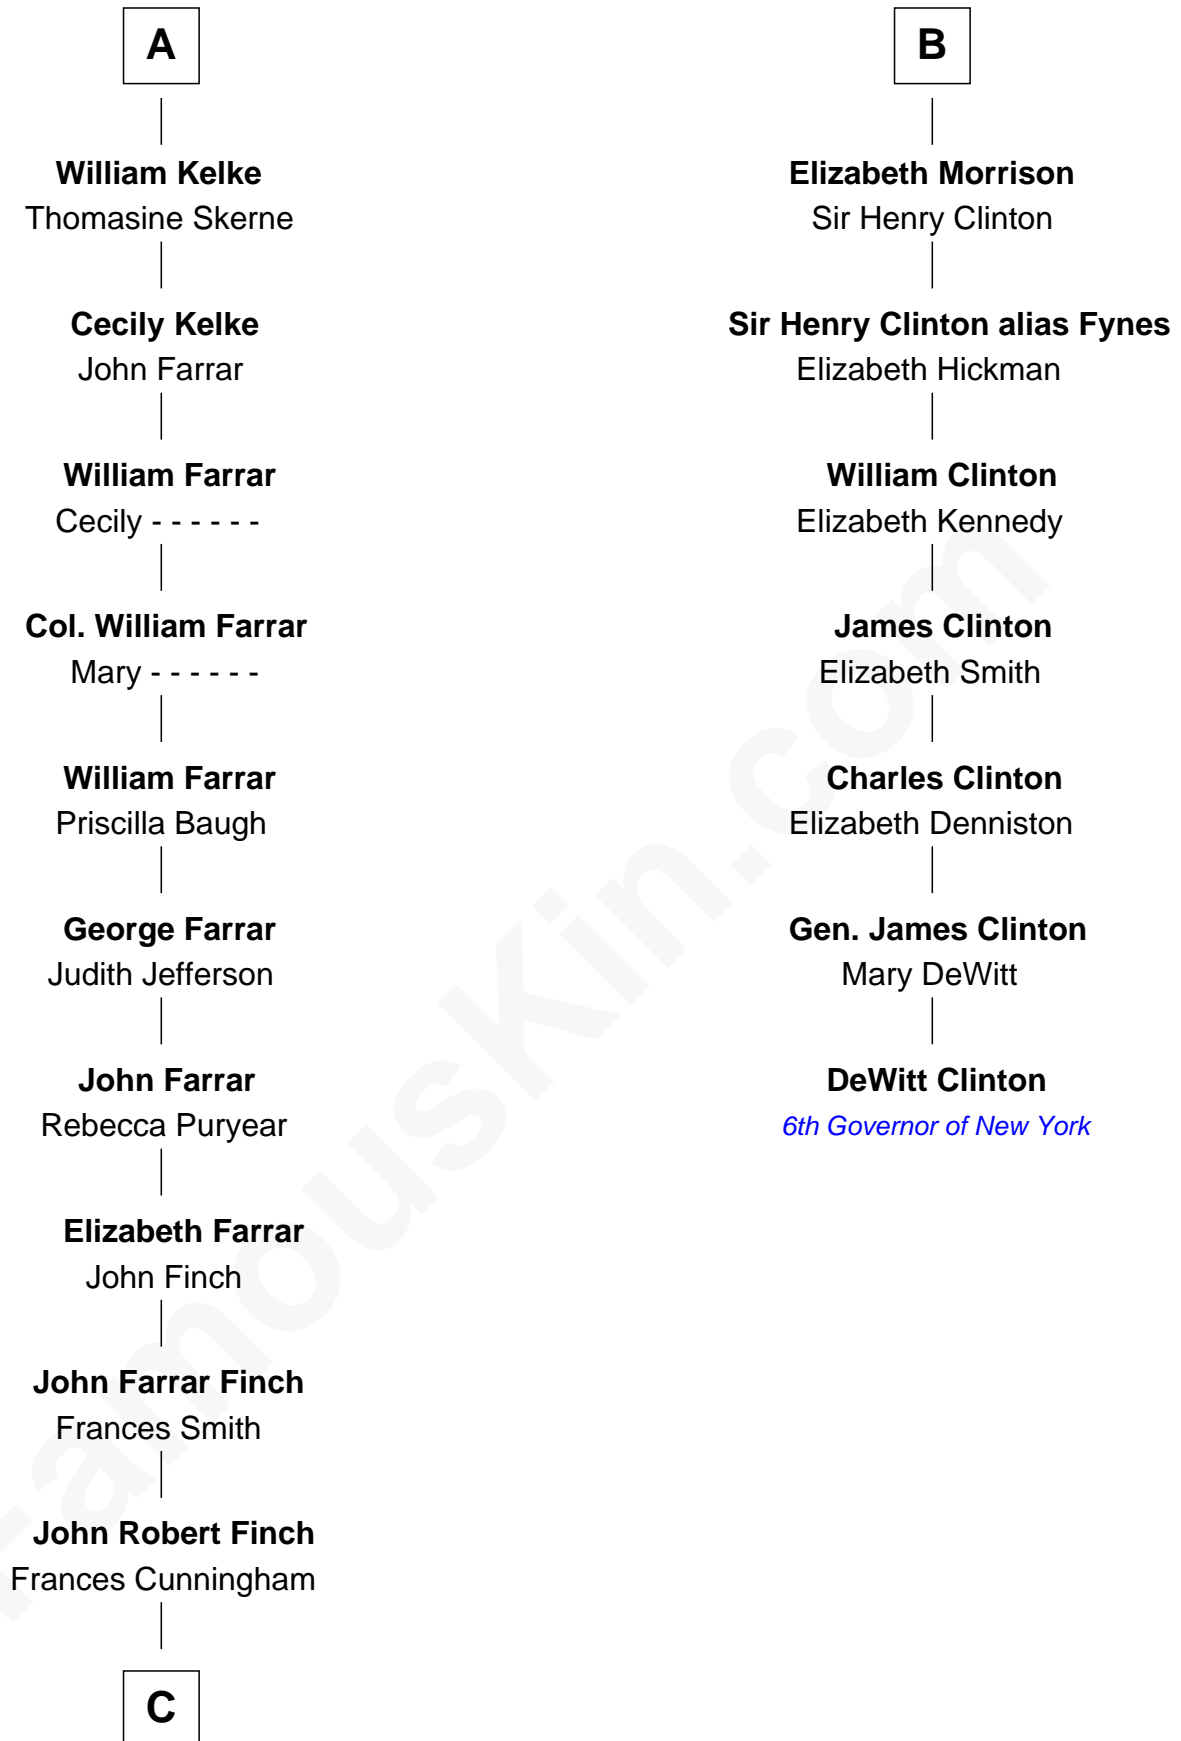 A
William Kelke
Thomasine Skerne
Cecily Kelke
John Farrar
William Farrar
Cecily - - - - - -
Col. William Farrar
Mary - - - - - -
William Farrar
Priscilla Baugh
George Farrar
Judith Jefferson
John Farrar
Rebecca Puryear
Elizabeth Farrar
John Finch
John Farrar Finch
Frances Smith
John Robert Finch
Frances Cunningham
C
B
Elizabeth Morrison
Sir Henry Clinton
Sir Henry Clinton alias Fynes
Elizabeth Hickman
William Clinton
Elizabeth Kennedy
James Clinton
Elizabeth Smith
Charles Clinton
Elizabeth Denniston
Gen. James Clinton
Mary DeWitt
DeWitt Clinton
6th Governor of New York
FamousKin.com